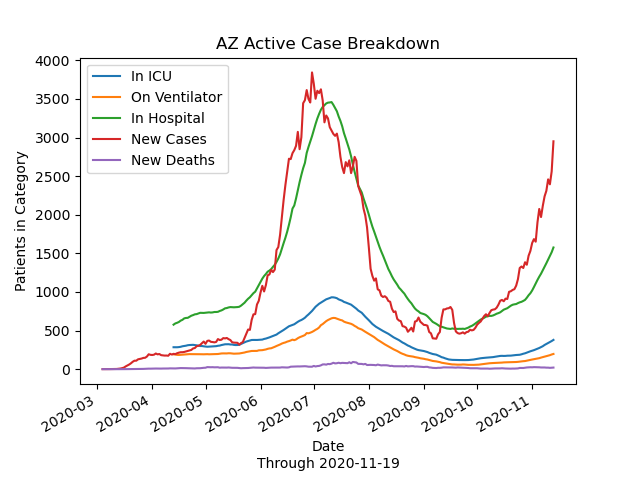 AZ Active Case Breakdown
In ICU
On Ventilator
In Hospital
New Cases
New Deaths
Patients in Category
4000
3500
3000
2500
2000
1500
1000
500
0
2020-03
2020-04
2020-05
2020-06
2020-07
2020-08
2020-09
2020-10
2020-11
Date
Through 2020-11-19